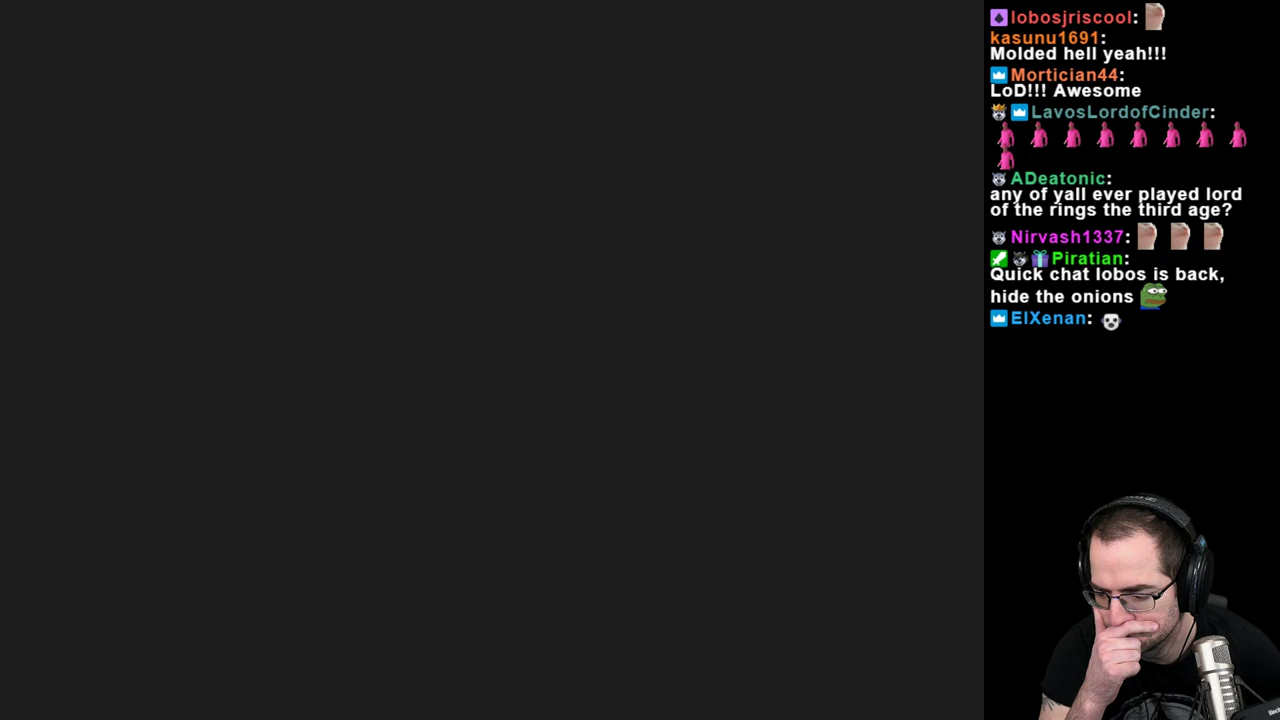 lobosjriscool:
kasunu1691:
Molded hell yeah!!!
Mortician44:
LoD!!! Awesome
LavosLordofCinder:
ADeatonic:
any of yall ever played lord
of the rings the third age?
Nirvash1337:
Piratian:
Quick chat lobos is back,
hide the onions
ElXenan: